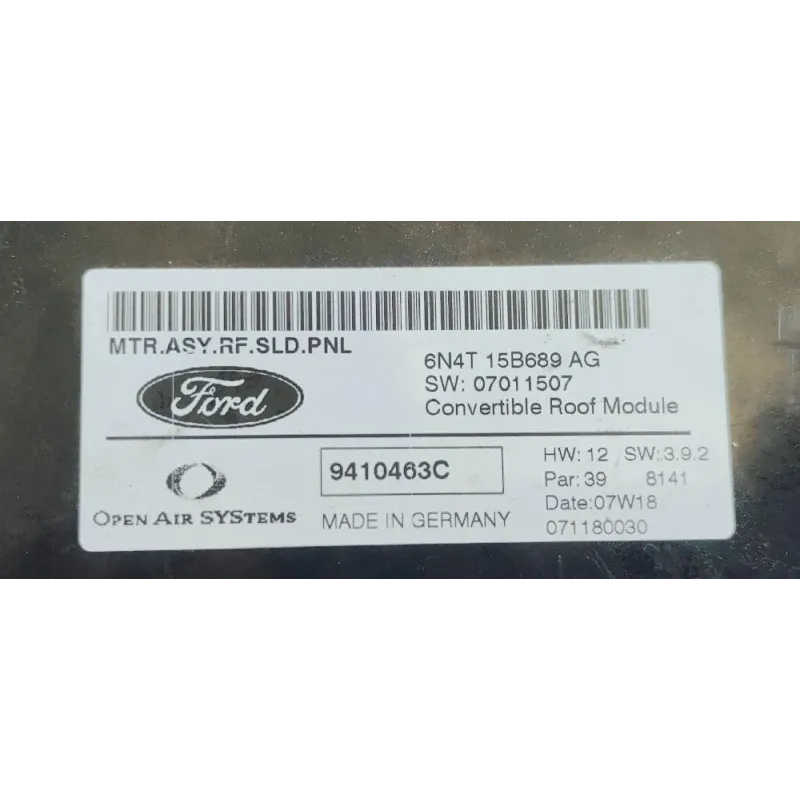 MTR.ASY.RF.SLD.PNL
6N4T 15B689 AG
SW: 07011507
Ford
Convertible Roof Module
9410463C
HW: 12 SW:3.9.2
Par: 39 8141
OPEN AIR SYSTEMS
MADE IN GERMANY
Date:07W18
071180030